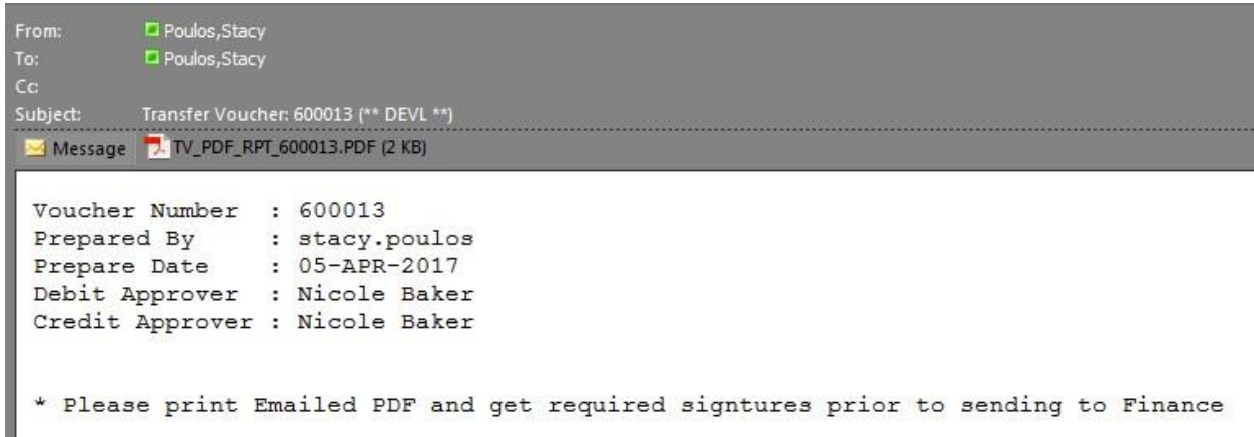 From: Poulos,Stacy
To: Poulos,Stacy
Cc:
Subject: Transfer Voucher: 600013 (** DEVL **)
Message TV_PDF_RPT_600013.PDF (2 KB)
Voucher Number : 600013
Prepared By : stacy.poulos
Prepare Date : 05-APR-2017
Debit Approver : Nicole Baker
Credit Approver : Nicole Baker
* Please print Emailed PDF and get required signtures prior to sending to Finance